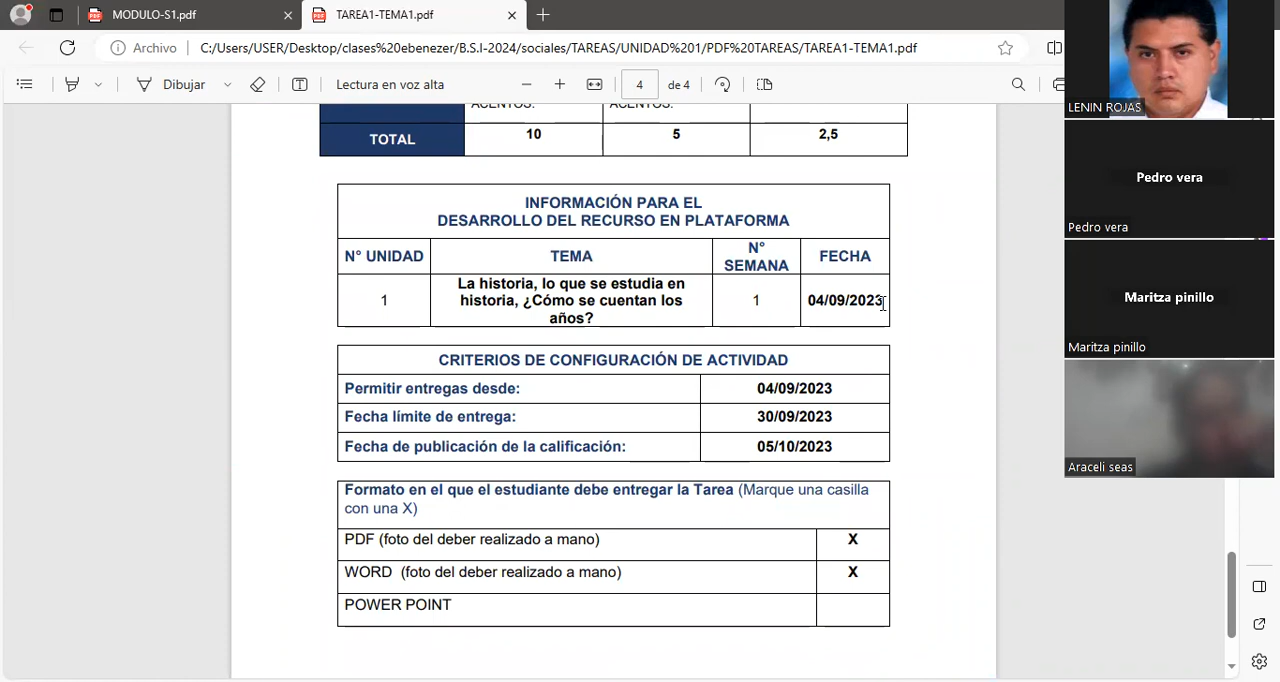 MODULO-S1.pdf
TAREA1-TEMA1.pdf
Archivo
C:/Users/USER/Desktop/clases%20ebenezer/B.S.I-2024/sociales/TAREAS/UNIDAD%201/PDF%20TAREAS/TAREA1-TEMA1.pdf
Dibujar
Lectura en voz alta
4
de 4
ACENTOS.
ACENTOS.
TOTAL
10
5
2,5
INFORMACIÓN PARA EL
DESARROLLO DEL RECURSO EN PLATAFORMA
N° UNIDAD
TEMA
N°
SEMANA
FECHA
1
La historia, lo que se estudia en
historia, ¿Cómo se cuentan los
años?
1
04/09/2023
CRITERIOS DE CONFIGURACIÓN DE ACTIVIDAD
Permitir entregas desde:
04/09/2023
Fecha límite de entrega:
30/09/2023
Fecha de publicación de la calificación:
05/10/2023
Formato en el que el estudiante debe entregar la Tarea (Marque una casilla
con una X)
PDF (foto del deber realizado a mano)
X
WORD (foto del deber realizado a mano)
X
POWER POINT
LENIN ROJAS
Pedro vera
Pedro vera
Maritza pinillo
Maritza pinillo
Araceli seas